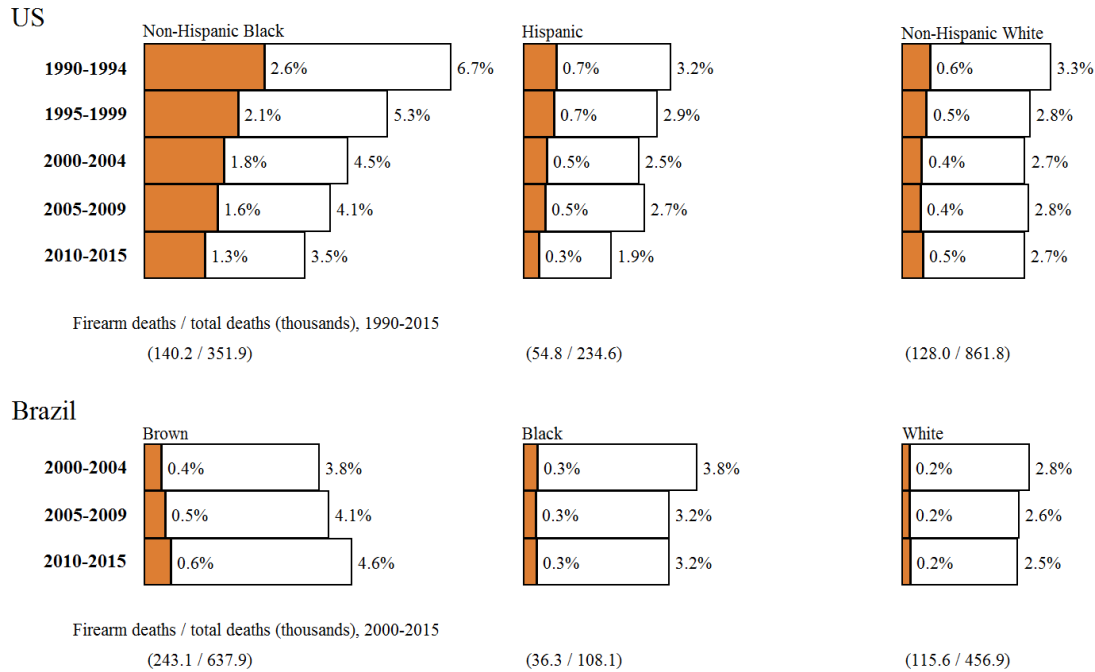 US
Non-Hispanic Black Hispanic Non-Hispanic White
1990-1994 2.6% 6.7% 0.7% 3.2% 0.6% 3.3%
1995-1999 2.1% 5.3% 0.7% 2.9% 0.5% 2.8%
2000-2004 1.8% 4.5% 0.5% 2.5% 0.4% 2.7%
2005-2009 1.6% 4.1% 0.5% 2.7% 0.4% 2.8%
2010-2015 1.3% 3.5% 0.3% 1.9% 0.5% 2.7%
Firearm deaths / total deaths (thousands), 1990-2015
(140.2 / 351.9) (54.8 / 234.6) (128.0 / 861.8)
Brazil
Brown Black White
2000-2004 0.4% 3.8% 0.3% 3.8% 0.2% 2.8%
2005-2009 0.5% 4.1% 0.3% 3.2% 0.2% 2.6%
2010-2015 0.6% 4.6% 0.3% 3.2% 0.2% 2.5%
Firearm deaths / total deaths (thousands), 2000-2015
(243.1 / 637.9) (36.3 / 108.1) (115.6 / 456.9)